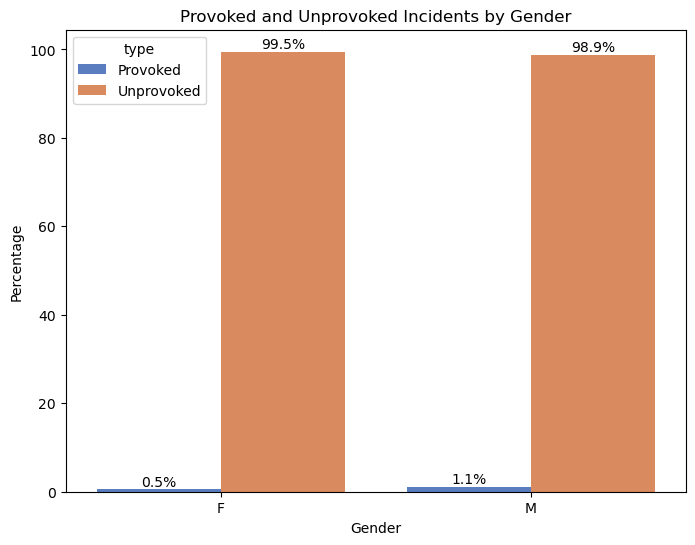 Provoked and Unprovoked Incidents by Gender
type
Provoked
Unprovoked
99.5%
98.9%
0.5%
1.1%
100
80
60
40
20
0
Percentage
F
M
Gender